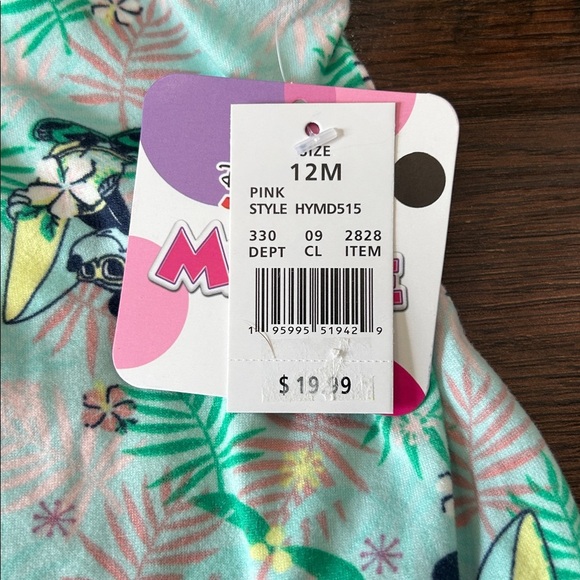 SIZE
12M
PINK
STYLE HYMD515
330 09 2828
DEPT CL ITEM
1 95995 51942 9
$ 19.99